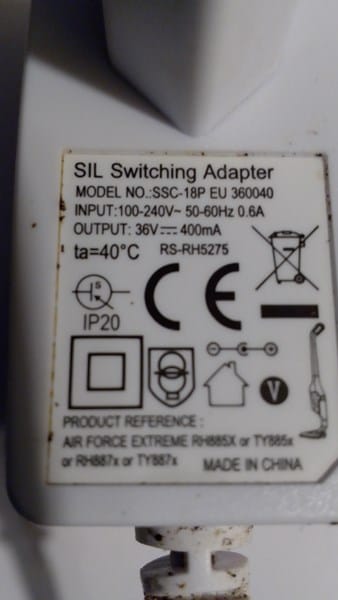 SIL Switching Adapter
MODEL NO.:SSC-18P EU 360040
INPUT:100-240V~ 50-60Hz 0.6A
OUTPUT: 36V⎓ 400mA
ta=40°C RS-RH5275
S
IP20
CE
V
PRODUCT REFERENCE :
AIR FORCE EXTREME RH885X or TY885x
or RH887x or TY887x
MADE IN CHINA